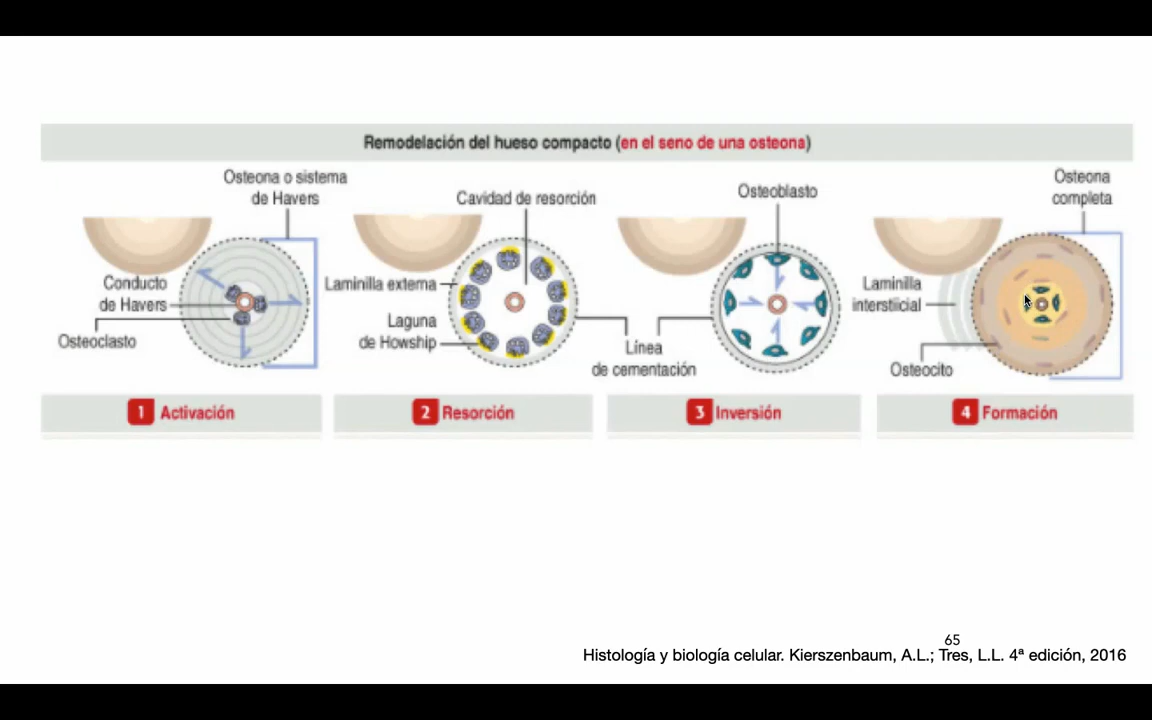 Remodelación del hueso compacto (en el seno de una osteona)
Osteona o sistema
de Havers
Conducto
de Havers
Osteoclasto
1 Activación
Cavidad de resorción
Laminilla externa
Laguna
de Howship
2 Resorción
Osteoblasto
Línea
de cementación
3 Inversión
Osteona
completa
Laminilla
interstiicial
Osteocito
4 Formación
65
Histología y biología celular. Kierszenbaum, A.L.; Tres, L.L. 4ª edición, 2016